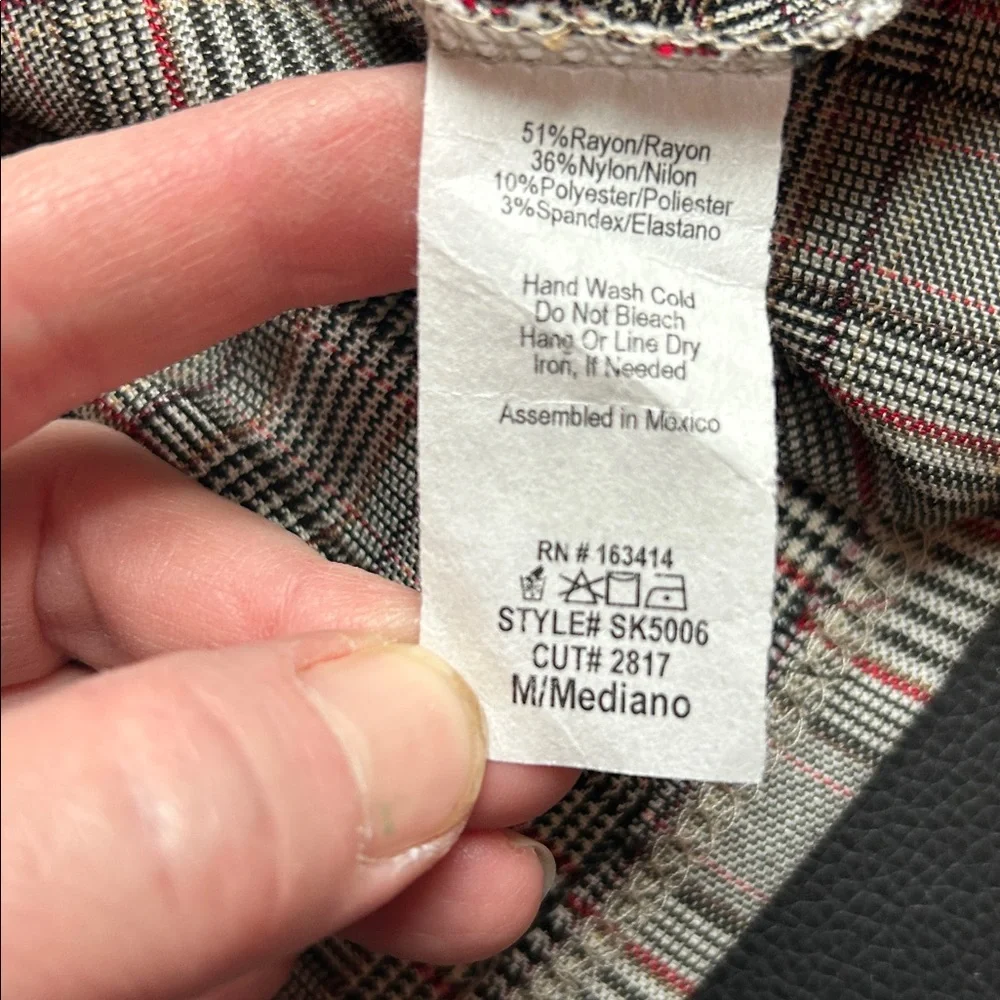 51%Rayon/Rayon
36%Nylon/Nilon
10%Polyester/Poliester
3%Spandex/Elastano
Hand Wash Cold
Do Not Bleach
Hang Or Line Dry
Iron, If Needed
Assembled in Mexico
RN # 163414
STYLE# SK5006
CUT# 2817
M/Mediano